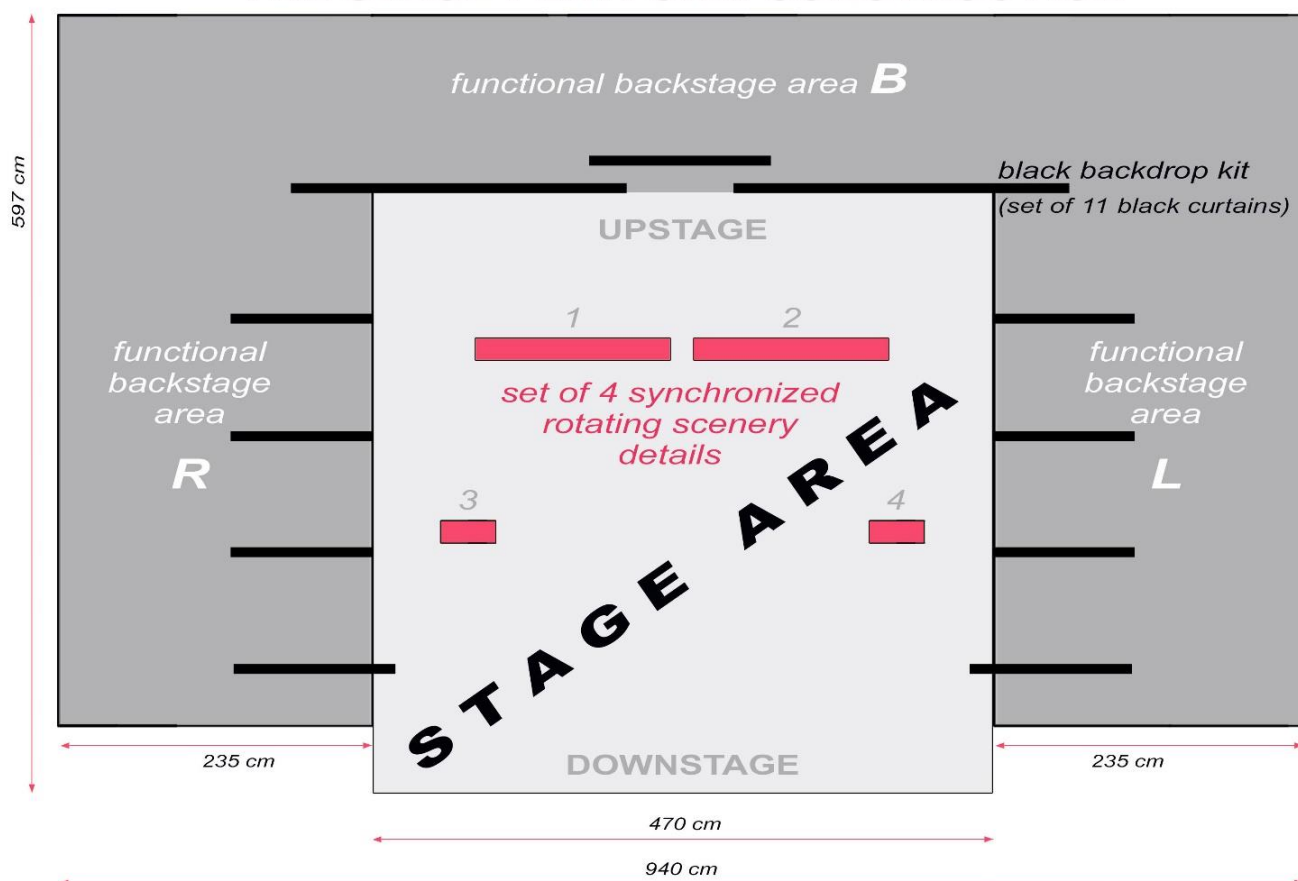 functional backstage area B
black backdrop kit
(set of 11 black curtains)
597 cm
UPSTAGE
1
2
functional
backstage
area
R
set of 4 synchronized
rotating scenery
details
functional
backstage
area
L
3
4
STAGE AREA
DOWNSTAGE
235 cm
235 cm
470 cm
940 cm